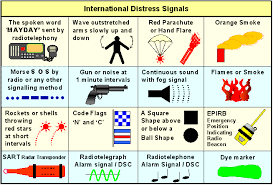 International Distress Signals
The spoken word
'MAYDAY' sent by
radiotelephony
Wave outstretched
arms slowly up and
down
Red Parachute
or Hand Flare
Orange Smoke
Morse S O S by
radio or any other
signalling method
Gun or noise at
1 minute intervals
Continuous sound
with fog signal
Flames or Smoke
Rockets or shells
throwing
red stars
at short
intervals
Code Flags
'N' and 'C'
A Square
Shape above
or below a
Ball Shape
EPIRB
Emergency
Position
Indicating
Radio
Beacon
SART Radar Transponder
Radiotelegraph
Alarm signal / DSC
Radiotelephone
Alarm Signal / DSC
Dye marker